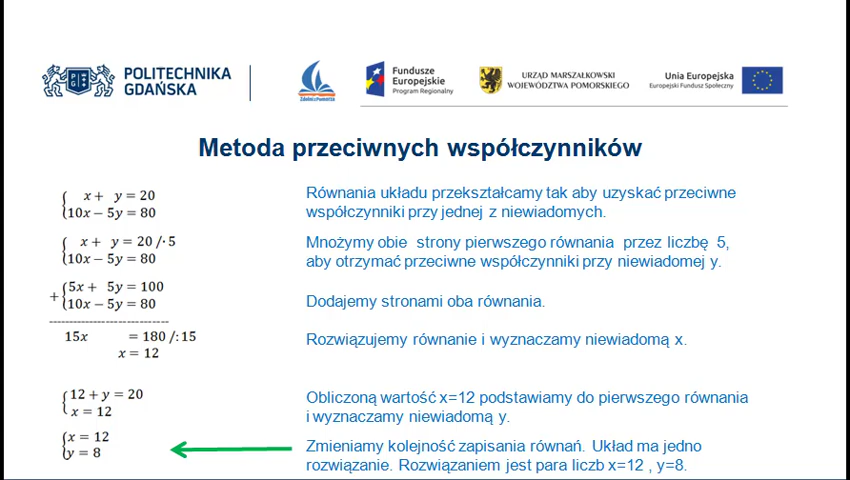 POLITECHNIKA
GDAŃSKA
Zdolni z Pomorza
Fundusze
Europejskie
Program Regionalny
URZĄD MARSZAŁKOWSKI
WOJEWÓDZTWA POMORSKIEGO
Unia Europejska
Europejski Fundusz Społeczny
Metoda przeciwnych współczynników
x + y = 20
10x − 5y = 80
Równania układu przekształcamy tak aby uzyskać przeciwne
współczynniki przy jednej z niewiadomych.
x + y = 20 /· 5
10x − 5y = 80
Mnożymy obie strony pierwszego równania przez liczbę 5,
aby otrzymać przeciwne współczynniki przy niewiadomej y.
+ 5x + 5y = 100
10x − 5y = 80
Dodajemy stronami oba równania.
15x = 180 /: 15
x = 12
Rozwiązujemy równanie i wyznaczamy niewiadomą x.
12 + y = 20
x = 12
Obliczoną wartość x=12 podstawiamy do pierwszego równania
i wyznaczamy niewiadomą y.
x = 12
y = 8
Zmieniamy kolejność zapisania równań. Układ ma jedno
rozwiązanie. Rozwiązaniem jest para liczb x=12 , y=8.